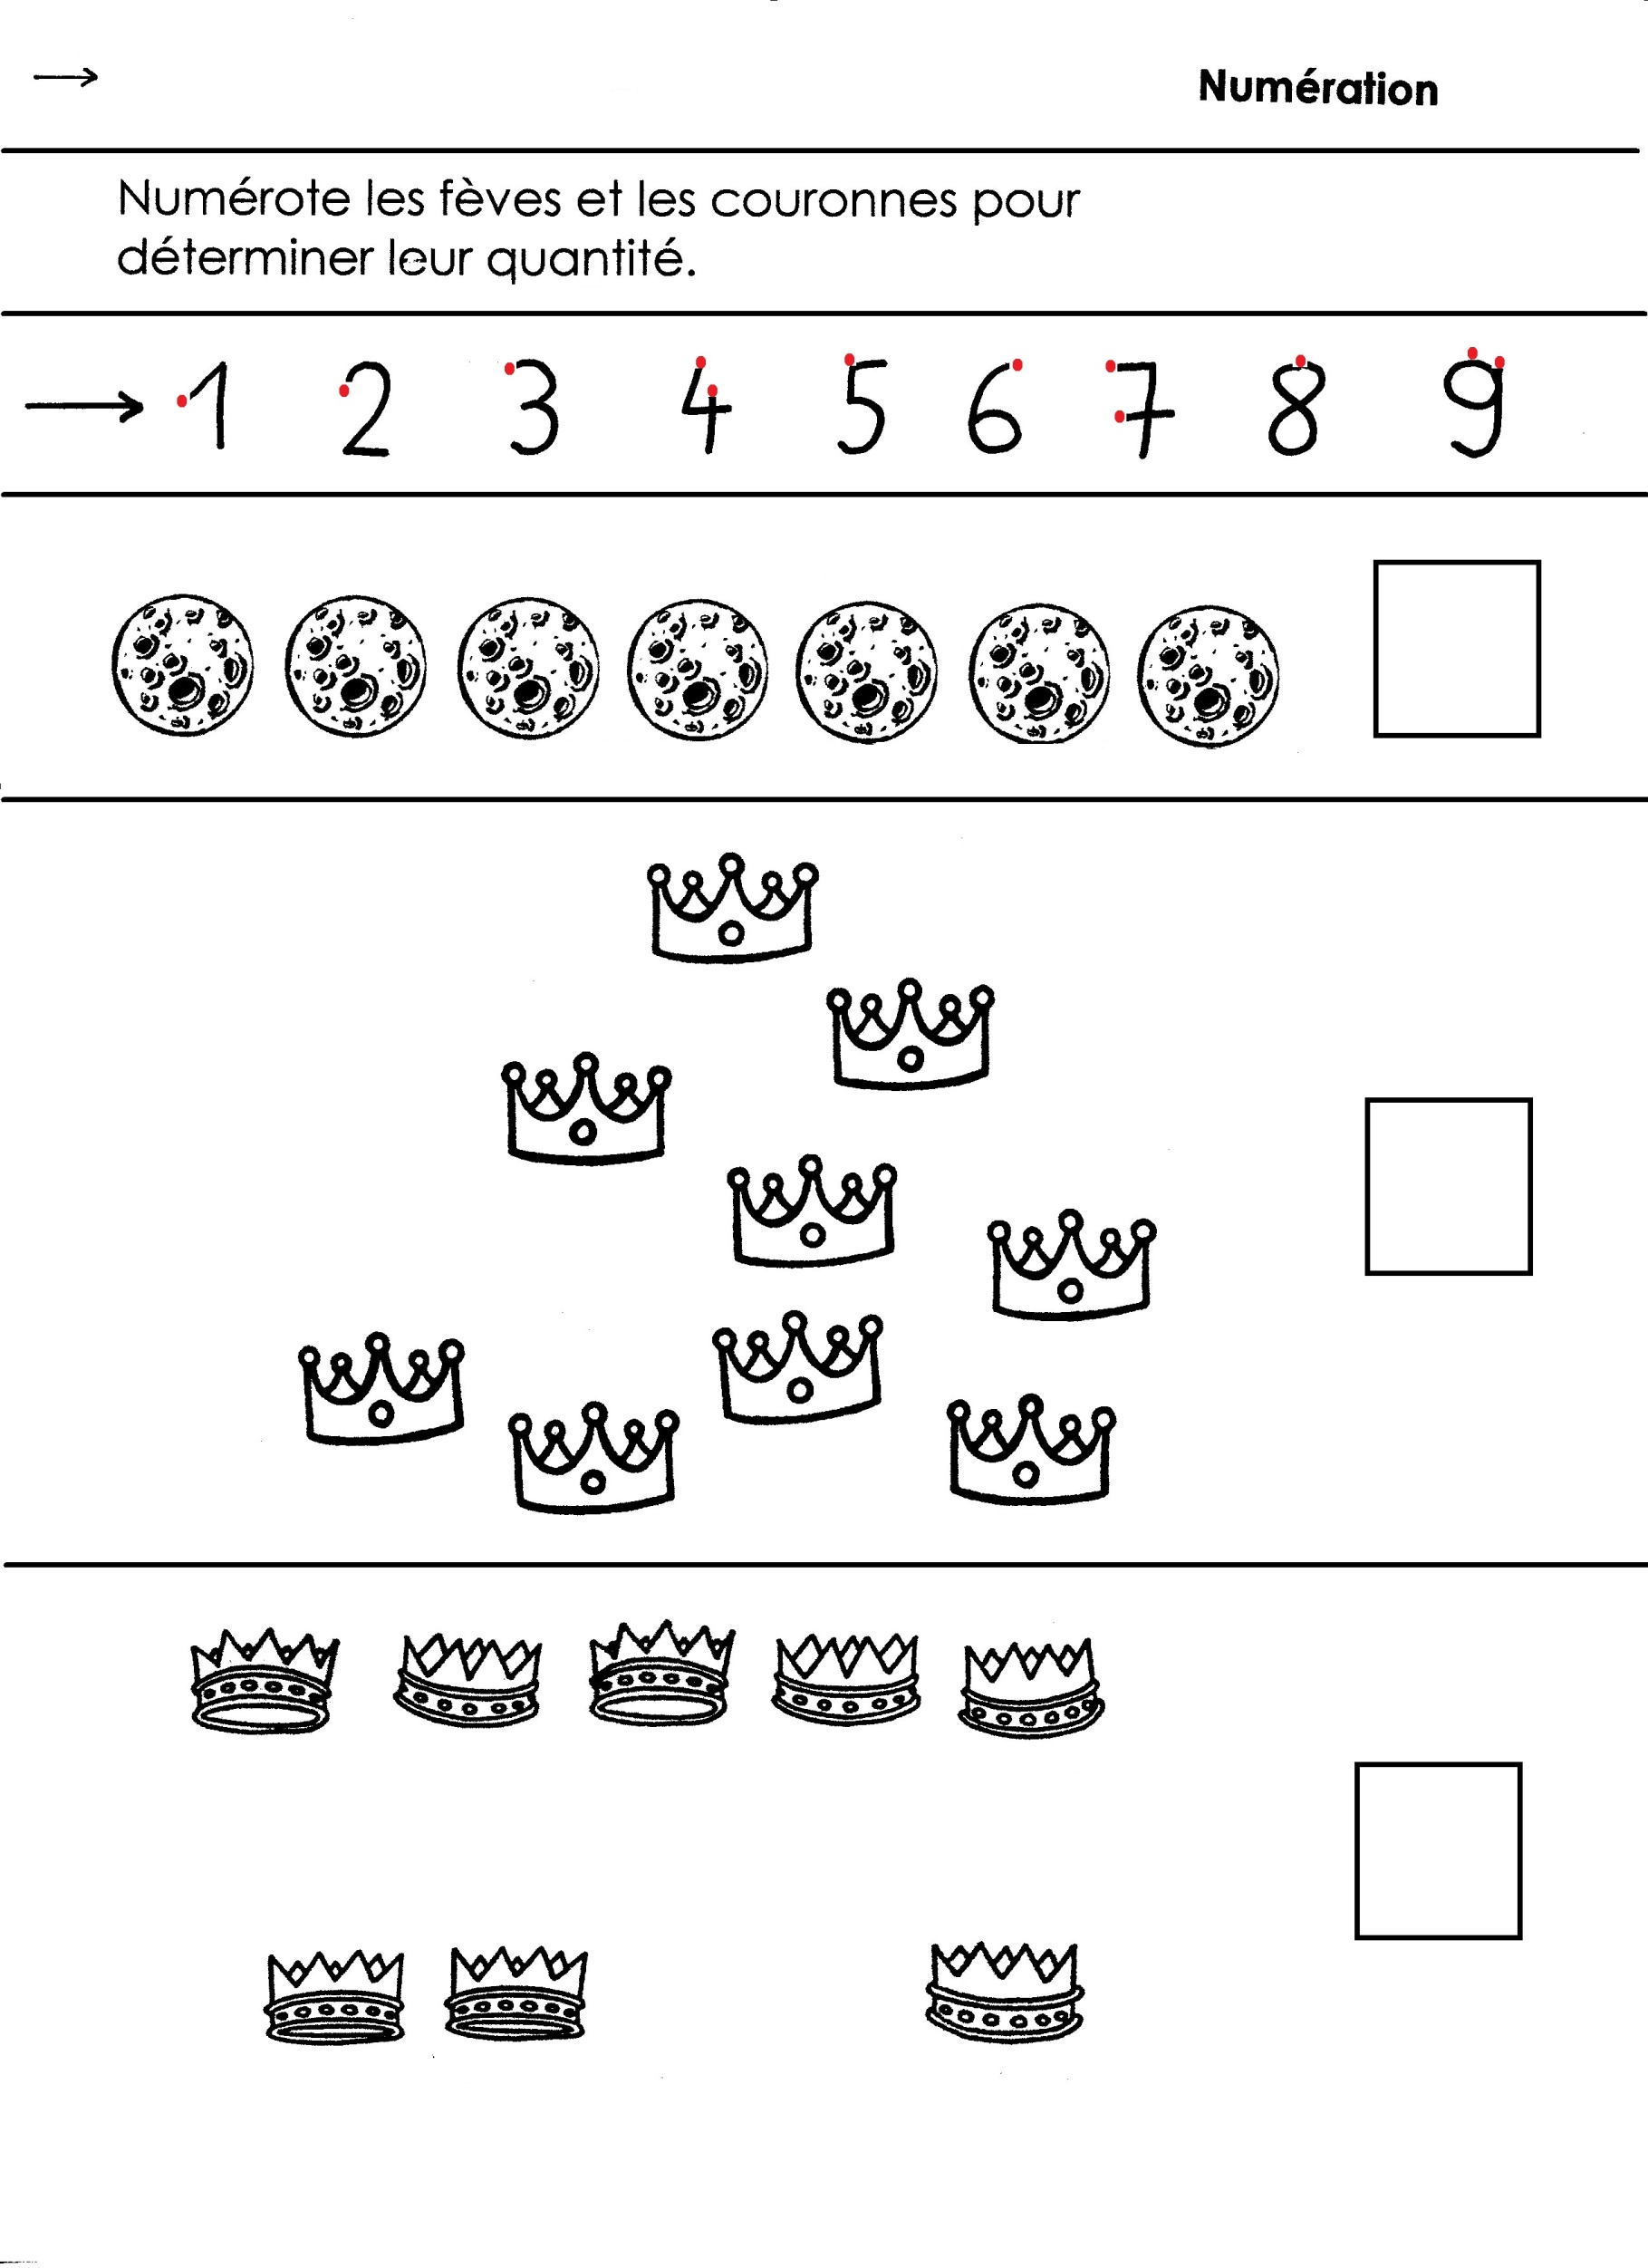 Numération
Numérote les fèves et les couronnes pour
déterminer leur quantité.
1 2 3 4 5 6 7 8 9